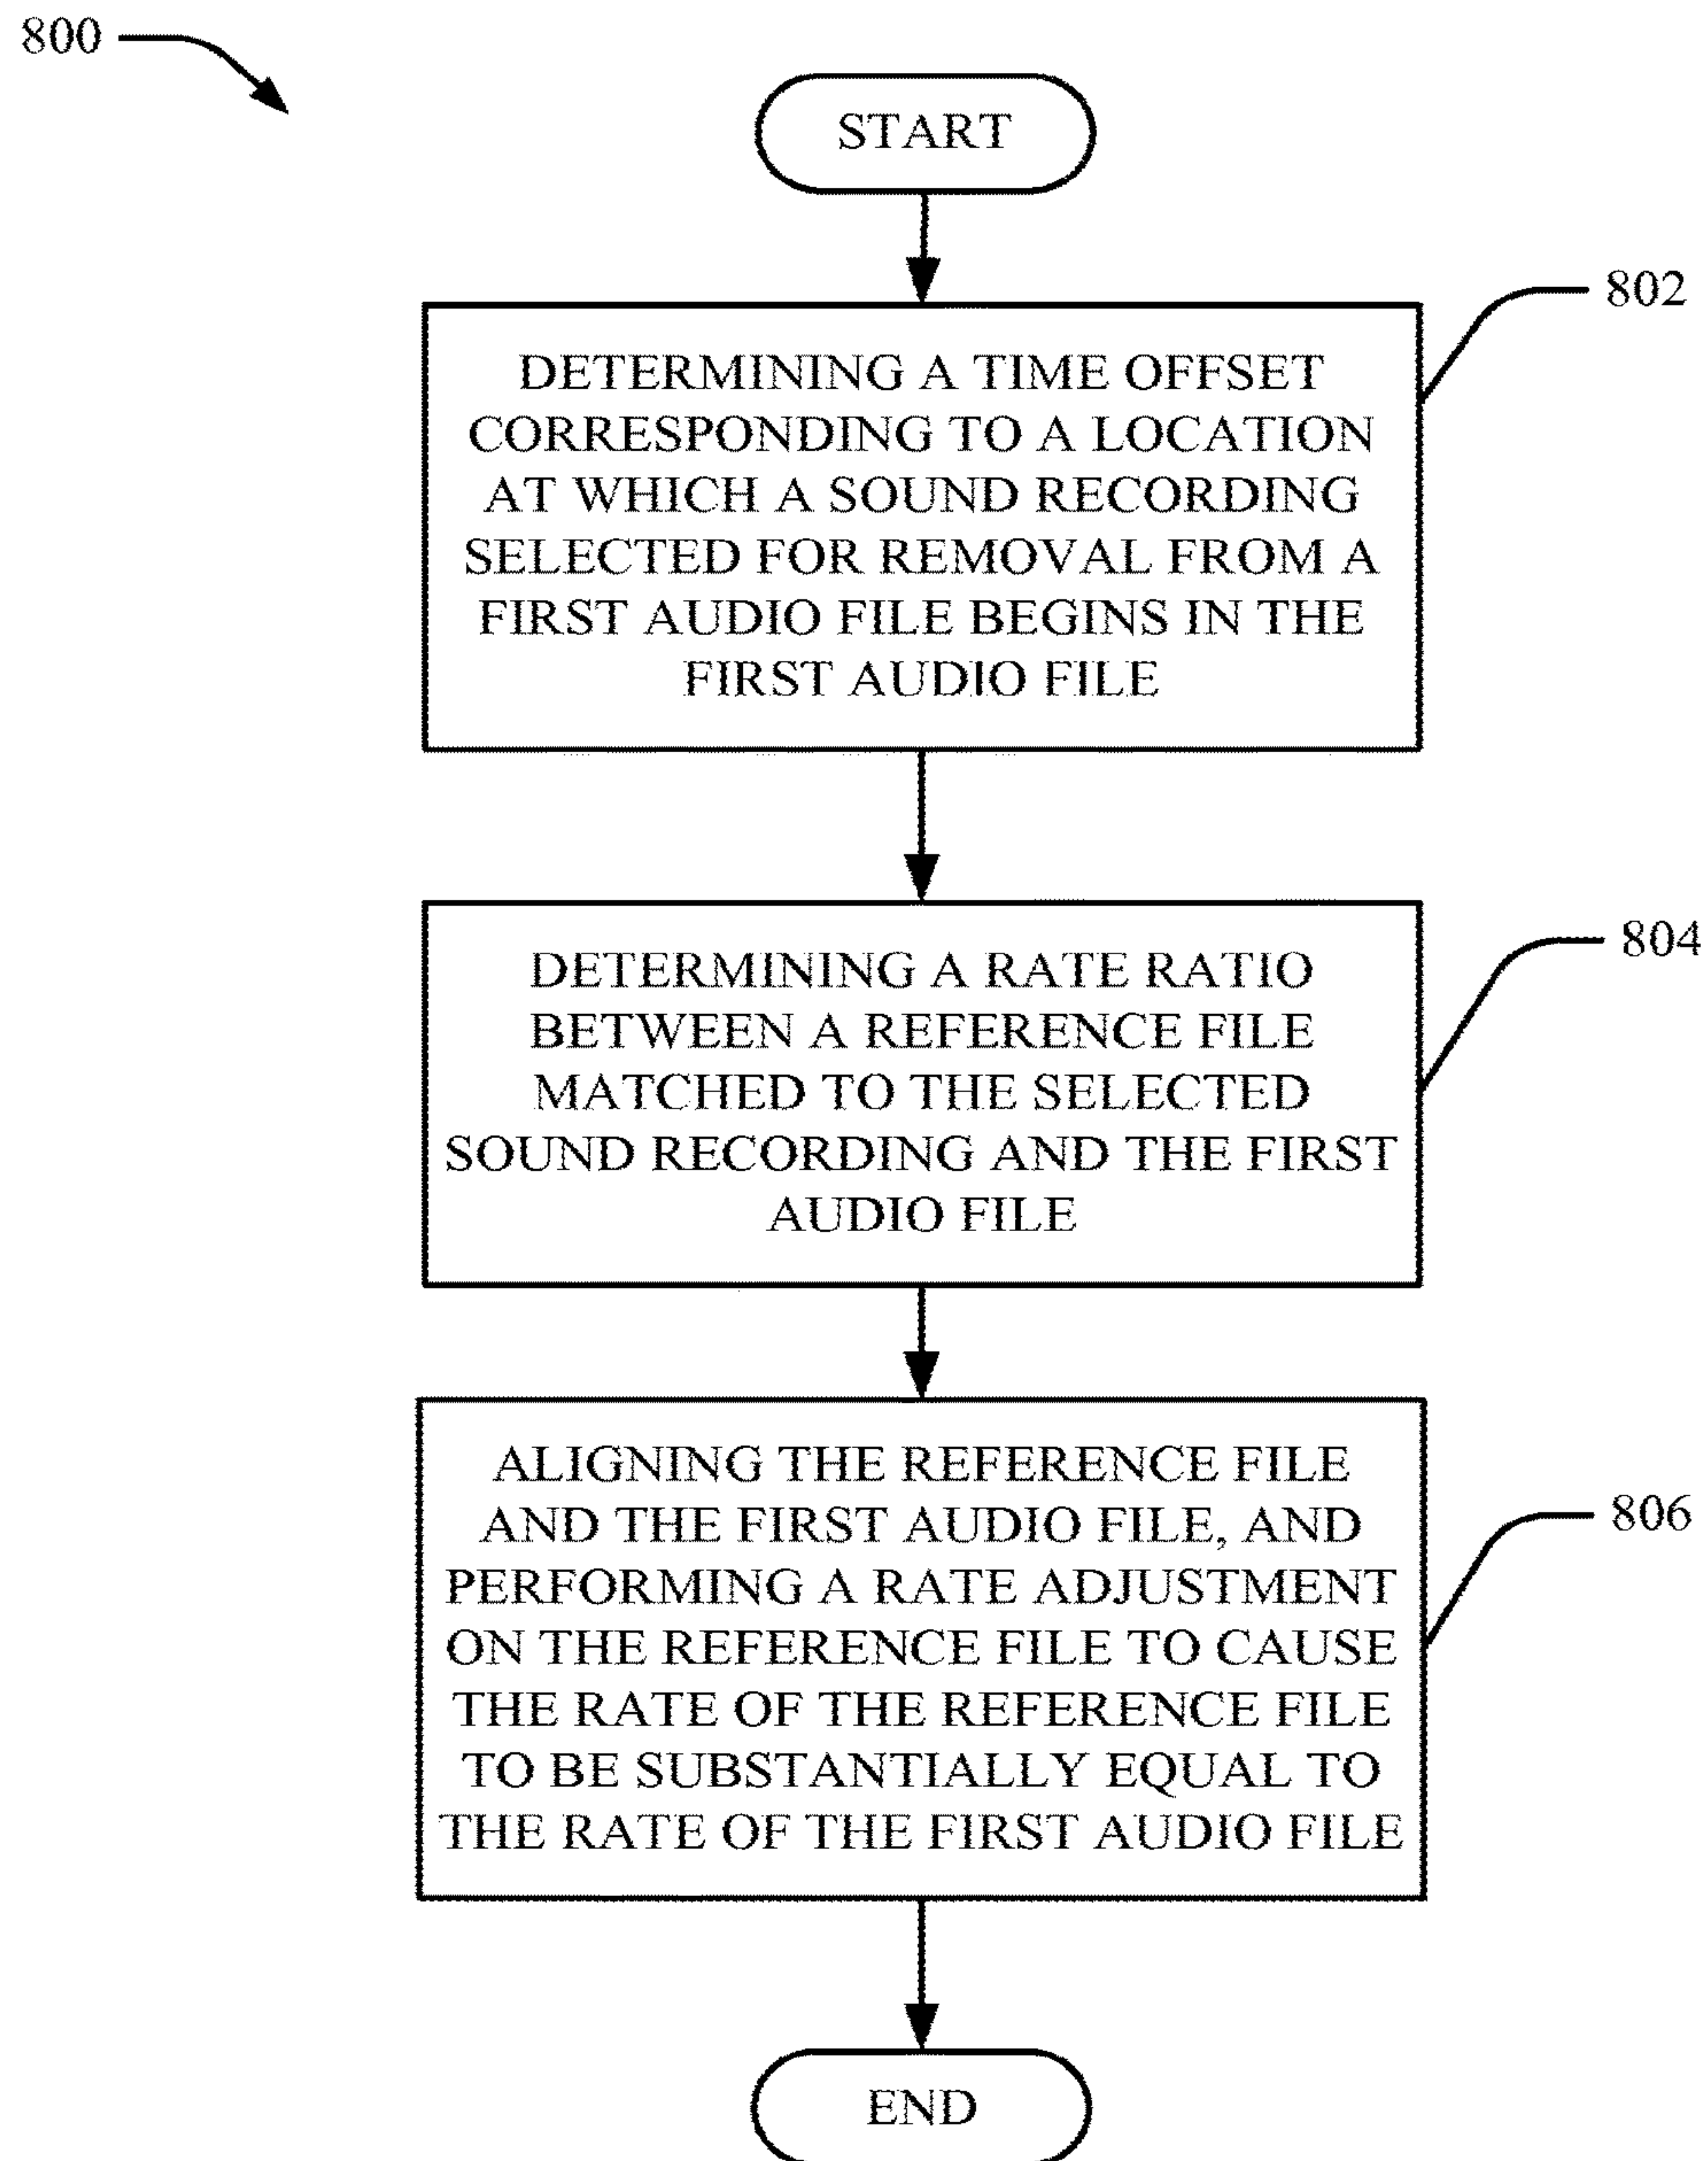 800
START
802
DETERMINING A TIME OFFSET
CORRESPONDING TO A LOCATION
AT WHICH A SOUND RECORDING
SELECTED FOR REMOVAL FROM A
FIRST AUDIO FILE BEGINS IN THE
FIRST AUDIO FILE
804
DETERMINING A RATE RATIO
BETWEEN A REFERENCE FILE
MATCHED TO THE SELECTED
SOUND RECORDING AND THE FIRST
AUDIO FILE
806
ALIGNING THE REFERENCE FILE
AND THE FIRST AUDIO FILE, AND
PERFORMING A RATE ADJUSTMENT
ON THE REFERENCE FILE TO CAUSE
THE RATE OF THE REFERENCE FILE
TO BE SUBSTANTIALLY EQUAL TO
THE RATE OF THE FIRST AUDIO FILE
END